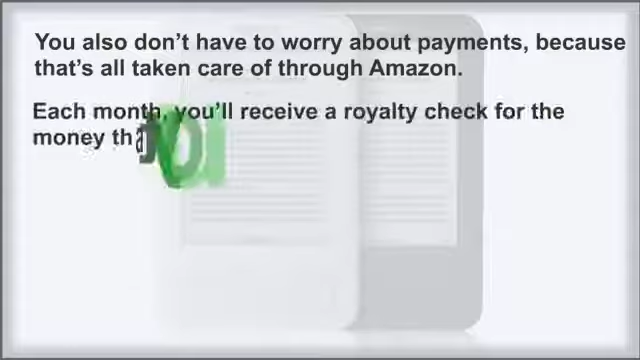 You also don't have to worry about payments, because
that's all taken care of through Amazon.
Each month, you'll receive a royalty check for the
money